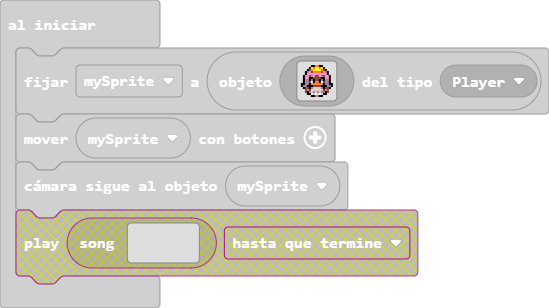 al iniciar
fijar mySprite a objeto del tipo Player
mover mySprite con botones
cámara sigue al objeto mySprite
play song hasta que termine